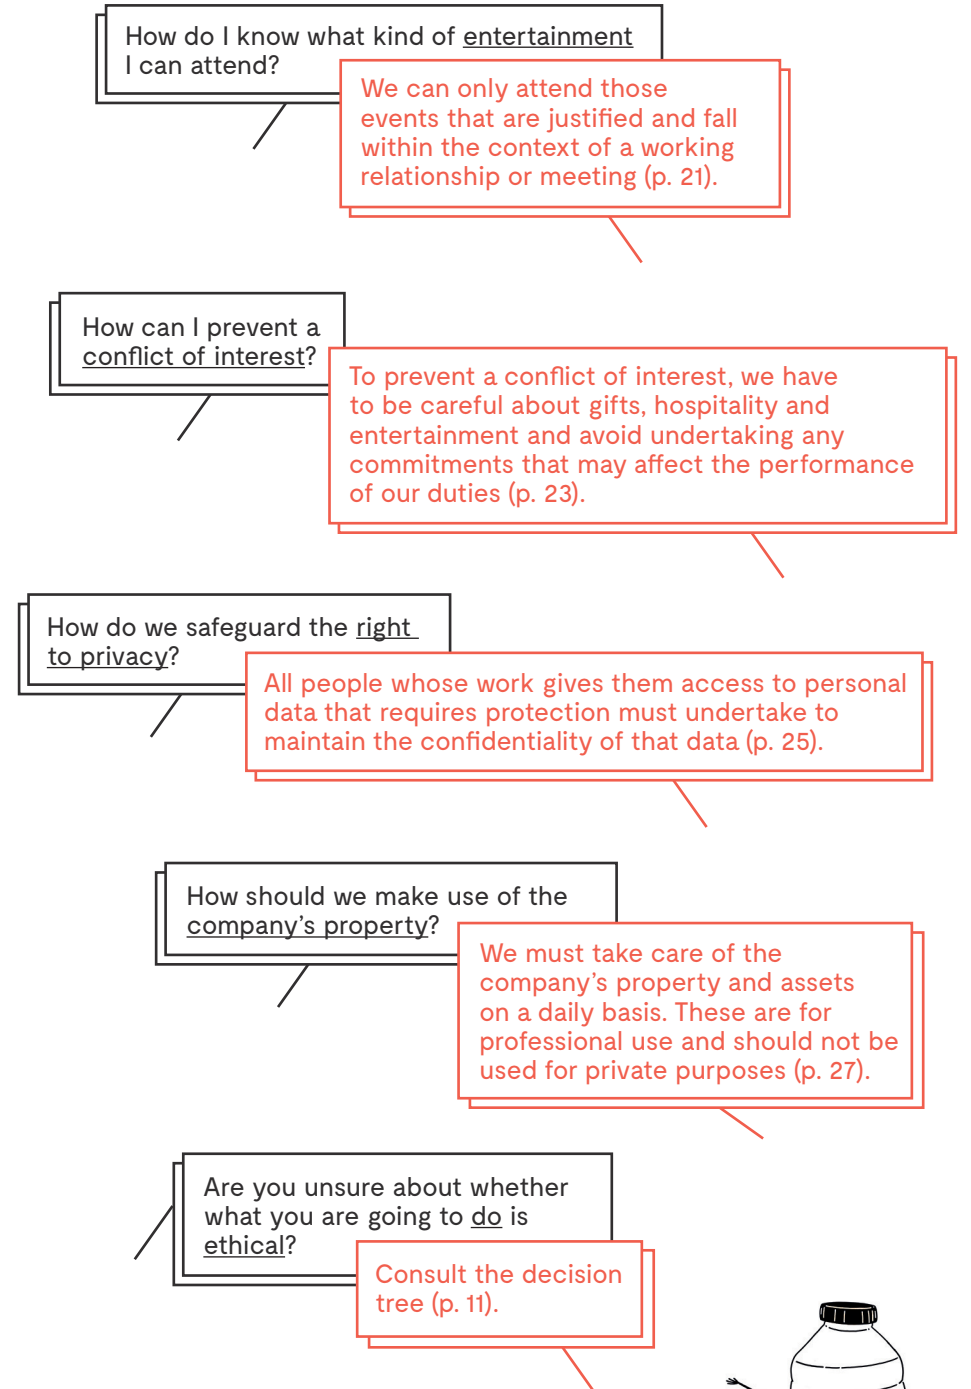 How do I know what kind of entertainment
I can attend?
We can only attend those
events that are justified and fall
within the context of a working
relationship or meeting (p. 21).
How can I prevent a
conflict of interest?
To prevent a conflict of interest, we have
to be careful about gifts, hospitality and
entertainment and avoid undertaking any
commitments that may affect the performance
of our duties (p. 23).
How do we safeguard the right
to privacy?
All people whose work gives them access to personal
data that requires protection must undertake to
maintain the confidentiality of that data (p. 25).
How should we make use of the
company’s property?
We must take care of the
company’s property and assets
on a daily basis. These are for
professional use and should not be
used for private purposes (p. 27).
Are you unsure about whether
what you are going to do is
ethical?
Consult the decision
tree (p. 11).